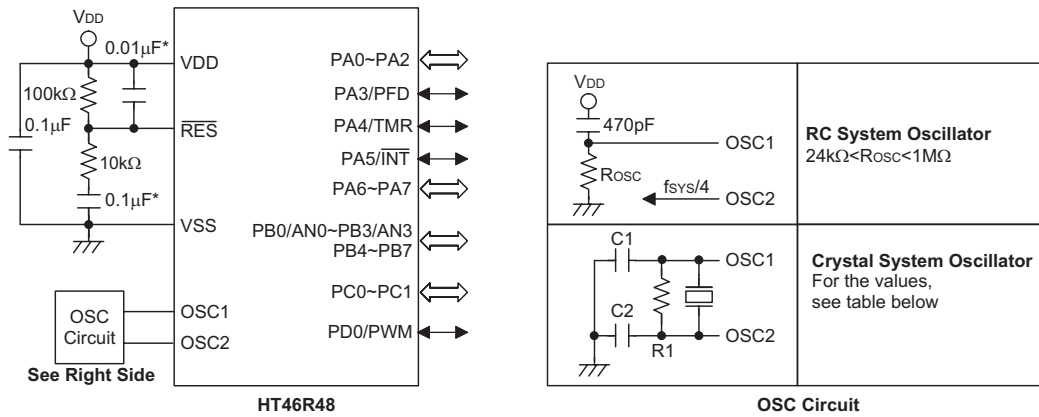 VDD
0.01μF*
VDD
100kΩ
0.1μF
RES
10kΩ
0.1μF*
VSS
OSC
Circuit
OSC1
OSC2
See Right Side
PA0~PA2
PA3/PFD
PA4/TMR
PA5/INT
PA6~PA7
PB0/AN0~PB3/AN3
PB4~PB7
PC0~PC1
PD0/PWM
HT46R48
VDD
470pF
OSC1
ROSC
fSYS/4
OSC2
RC System Oscillator
24kΩ<ROSC<1MΩ
C1
OSC1
C2
OSC2
R1
Crystal System Oscillator
For the values,
see table below
OSC Circuit